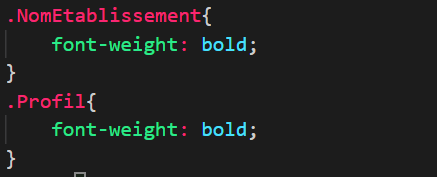 .NomEtablissement{
    font-weight: bold;
}
.Profil{
    font-weight: bold;
}